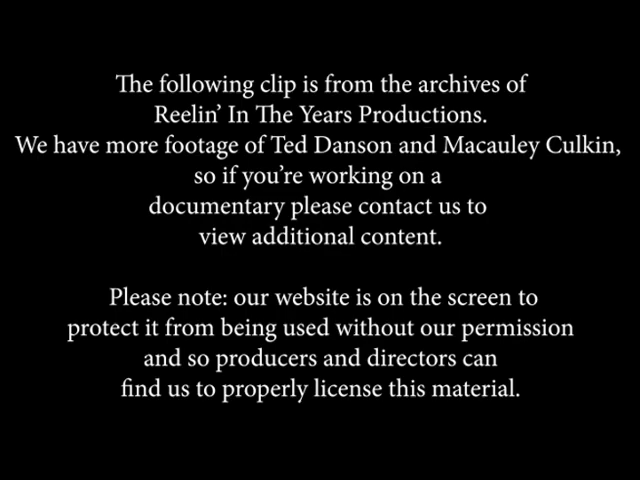 The following clip is from the archives of
Reelin’ In The Years Productions.
We have more footage of Ted Danson and Macauley Culkin,
so if you’re working on a
documentary please contact us to
view additional content.
Please note: our website is on the screen to
protect it from being used without our permission
and so producers and directors can
find us to properly license this material.